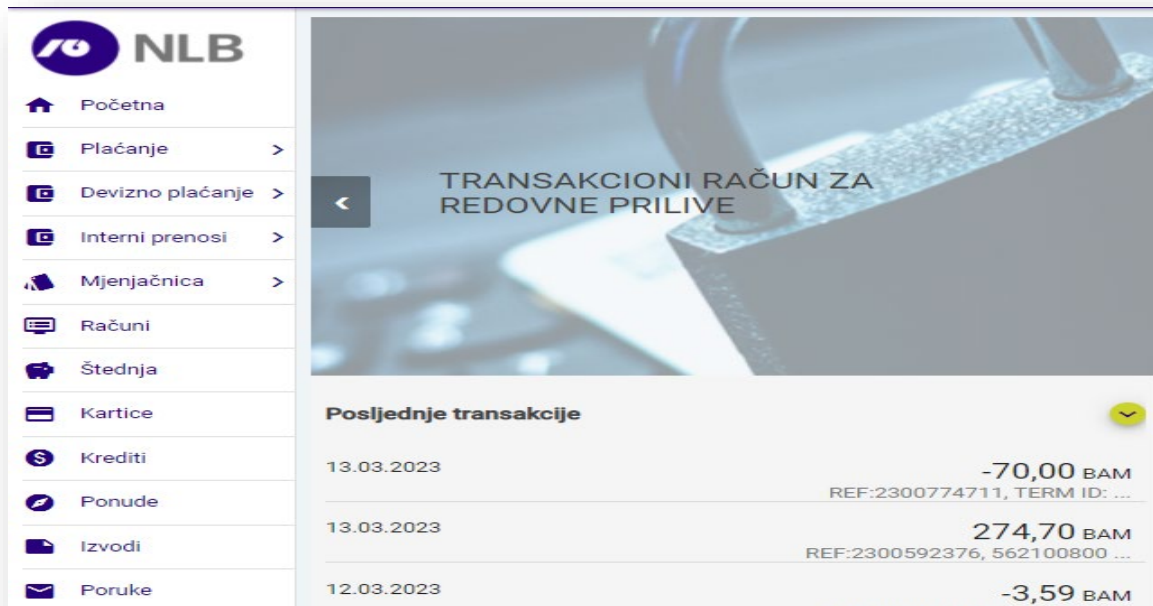 NLB
Početna
Plaćanje >
Devizno plaćanje >
Interni prenosi >
Mjenjačnica >
Računi
Štednja
Kartice
Krediti
Ponude
Izvodi
Poruke
TRANSAKCIONI RAČUN ZA
REDOVNE PRILIVE
Posljednje transakcije
13.03.2023
-70,00 BAM
REF:2300774711, TERM ID: ...
13.03.2023
274,70 BAM
REF:2300592376, 562100800 ...
12.03.2023
-3,59 BAM